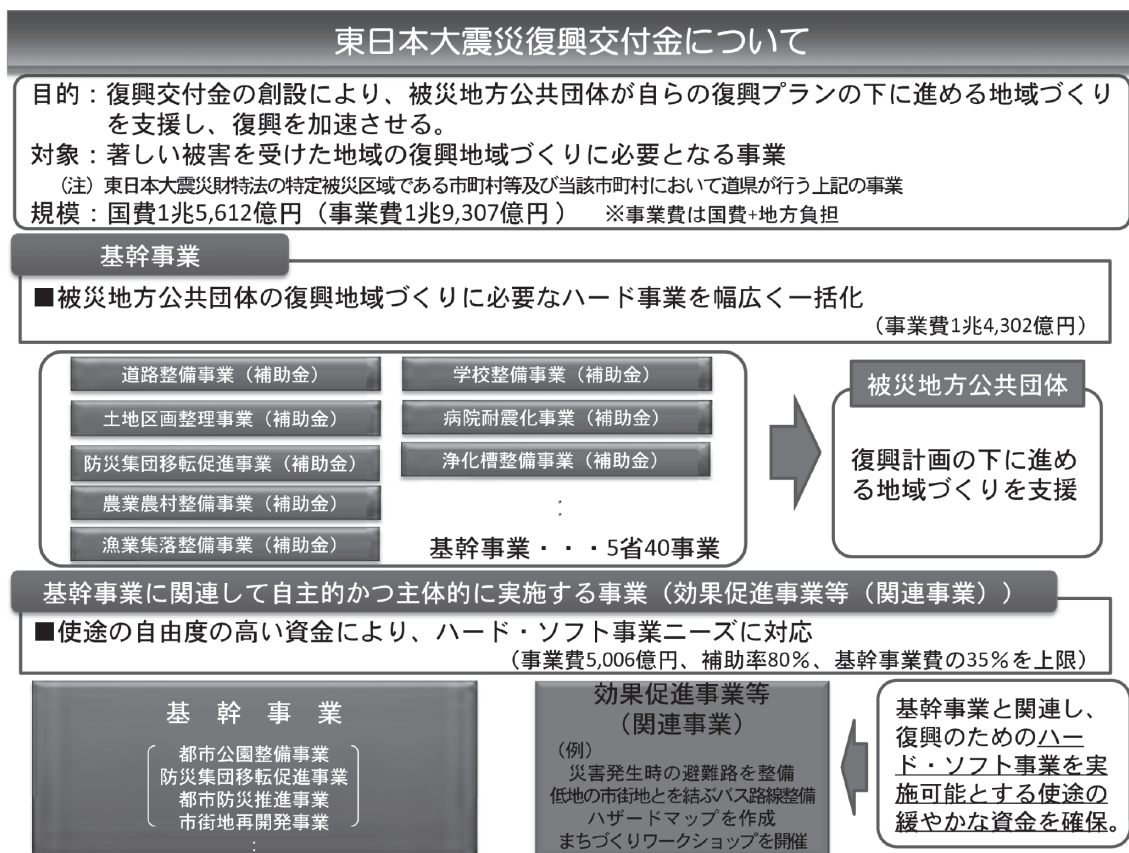 東日本大震災復興交付金について
目的：復興交付金の創設により、被災地方公共団体が自らの復興プランの下に進める地域づくり
を支援し、復興を加速させる。
対象：著しい被害を受けた地域の復興地域づくりに必要となる事業
（注）東日本大震災財特法の特定被災区域である市町村等及び当該市町村において道県が行う上記の事業
規模：国費1兆5,612億円（事業費1兆9,307億円）　※事業費は国費+地方負担
基幹事業
■被災地方公共団体の復興地域づくりに必要なハード事業を幅広く一括化
（事業費1兆4,302億円）
道路整備事業（補助金）
土地区画整理事業（補助金）
防災集団移転促進事業（補助金）
農業農村整備事業（補助金）
漁業集落整備事業（補助金）
学校整備事業（補助金）
病院耐震化事業（補助金）
浄化槽整備事業（補助金）
：
基幹事業・・・5省40事業
被災地方公共団体
復興計画の下に進め
る地域づくりを支援
基幹事業に関連して自主的かつ主体的に実施する事業（効果促進事業等（関連事業））
■使途の自由度の高い資金により、ハード・ソフト事業ニーズに対応
（事業費5,006億円、補助率80％、基幹事業費の35％を上限）
基　幹　事　業
都市公園整備事業
防災集団移転促進事業
都市防災推進事業
市街地再開発事業
：
効果促進事業等
（関連事業）
（例）
災害発生時の避難路を整備
低地の市街地とを結ぶバス路線整備
ハザードマップを作成
まちづくりワークショップを開催
基幹事業と関連し、
復興のためのハー
ド・ソフト事業を実
施可能とする使途の
緩やかな資金を確保。